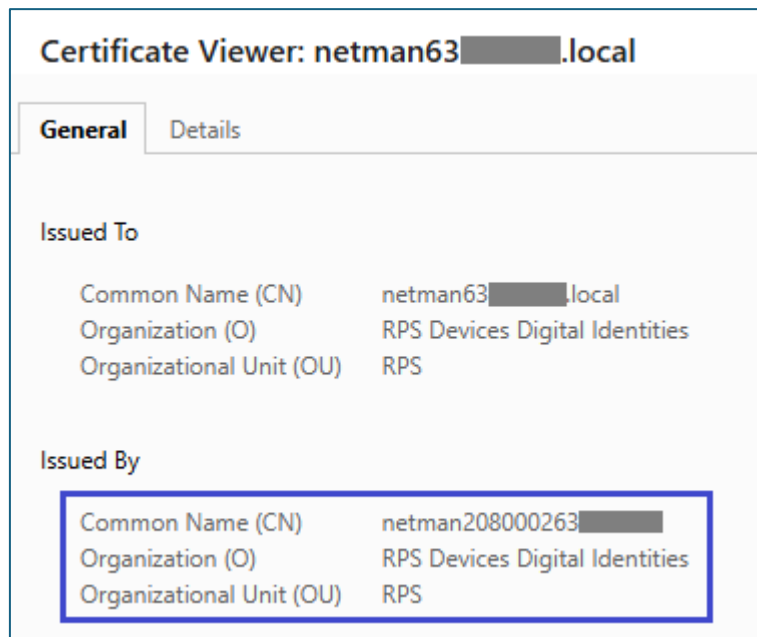 Certificate Viewer: netman63 .local
General Details
Issued To
Common Name (CN) netman63 .local
Organization (O) RPS Devices Digital Identities
Organizational Unit (OU) RPS
Issued By
Common Name (CN) netman208000263
Organization (O) RPS Devices Digital Identities
Organizational Unit (OU) RPS